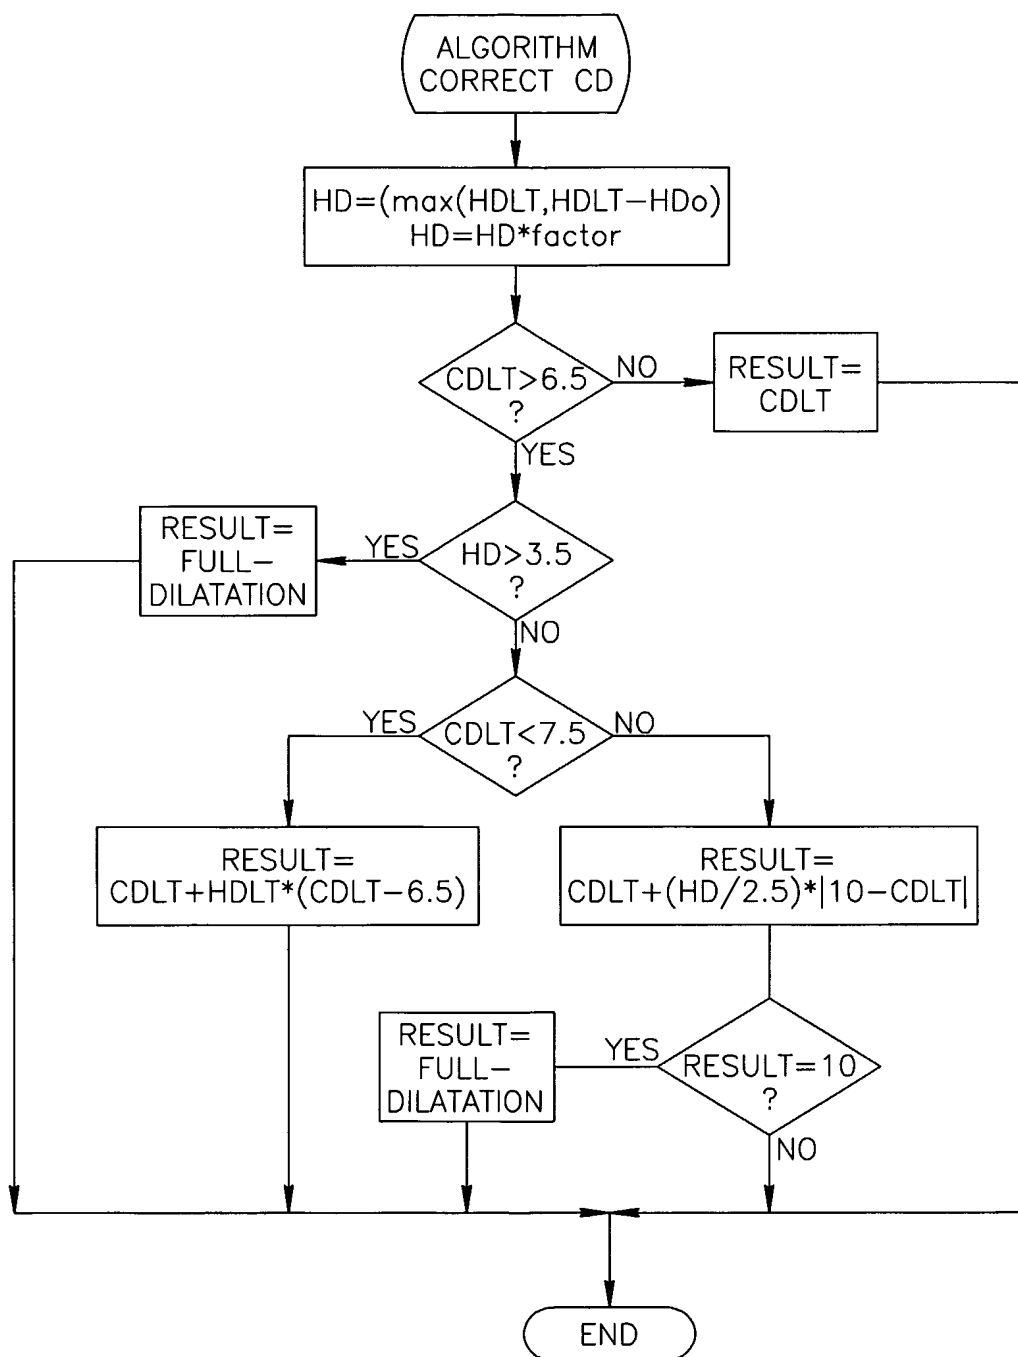 ALGORITHM
CORRECT CD
HD=(max(HDLT,HDLT-HDo)
HD=HD*factor
CDLT>6.5
?
NO
RESULT=
CDLT
YES
RESULT=
FULL-
DILATATION
YES
HD>3.5
?
NO
YES
CDLT<7.5
?
NO
RESULT=
CDLT+HDLT*(CDLT-6.5)
RESULT=
CDLT+(HD/2.5)*|10-CDLT|
RESULT=
FULL-
DILATATION
YES
RESULT=10
?
NO
END